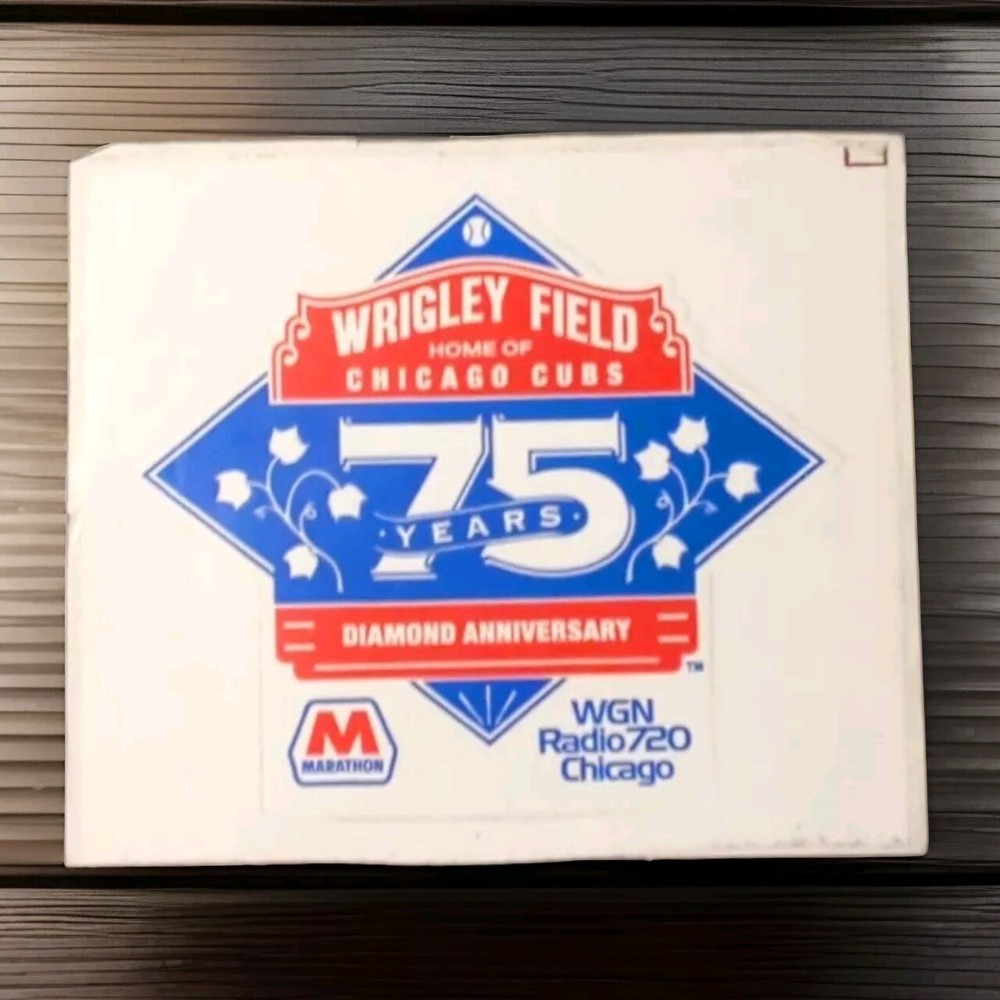 WRIGLEY FIELD
HOME OF
CHICAGO CUBS
75
·YEARS·
DIAMOND ANNIVERSARY
TM
M
MARATHON
WGN
Radio 720
Chicago